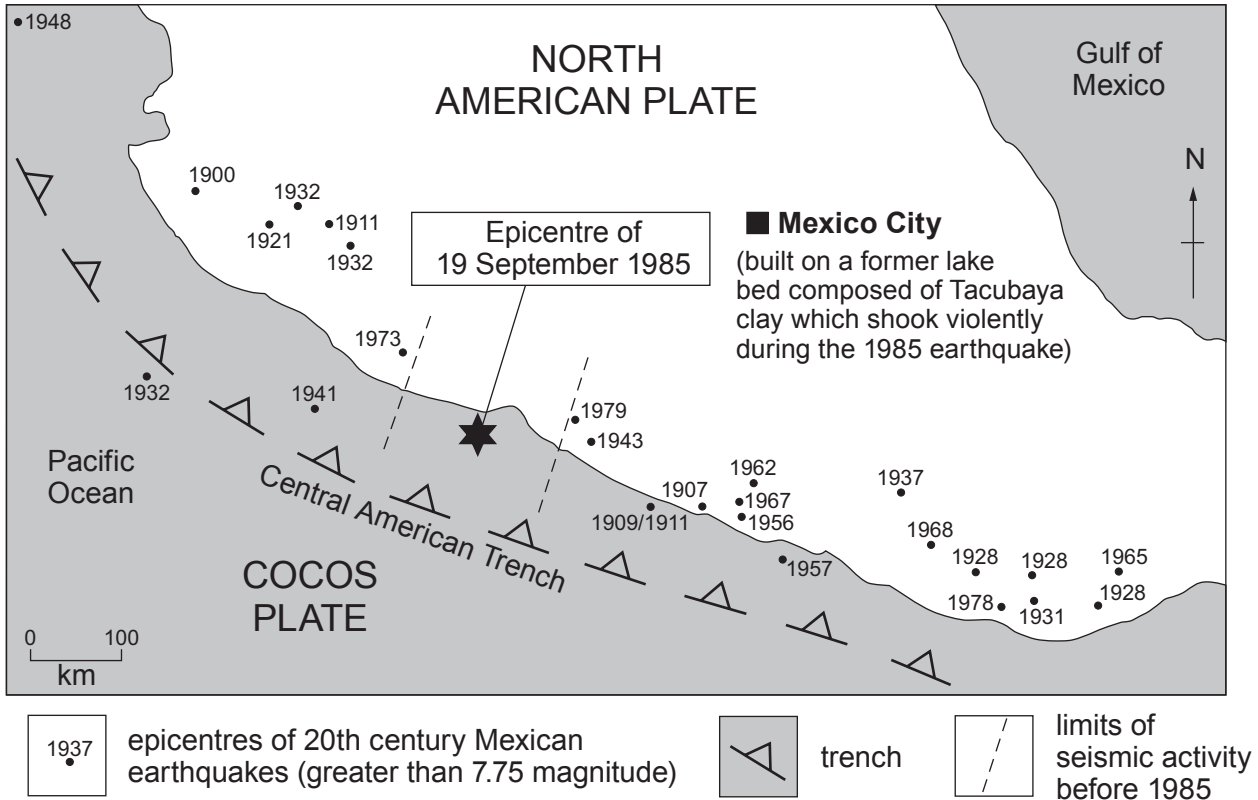 1948
NORTH
AMERICAN PLATE
Gulf of
Mexico
N
1900
1932
1911
1921
1932
Epicentre of
19 September 1985
Mexico City
(built on a former lake
bed composed of Tacubaya
clay which shook violently
during the 1985 earthquake)
1973
1932
1941
1979
1943
Pacific
Ocean
Central American Trench
1962
1907
1967
1909/1911
1956
1937
1968
1957
1928
1928
1965
1978
1931
1928
COCOS
PLATE
0 100
km
1937
epicentres of 20th century Mexican
earthquakes (greater than 7.75 magnitude)
trench
limits of
seismic activity
before 1985